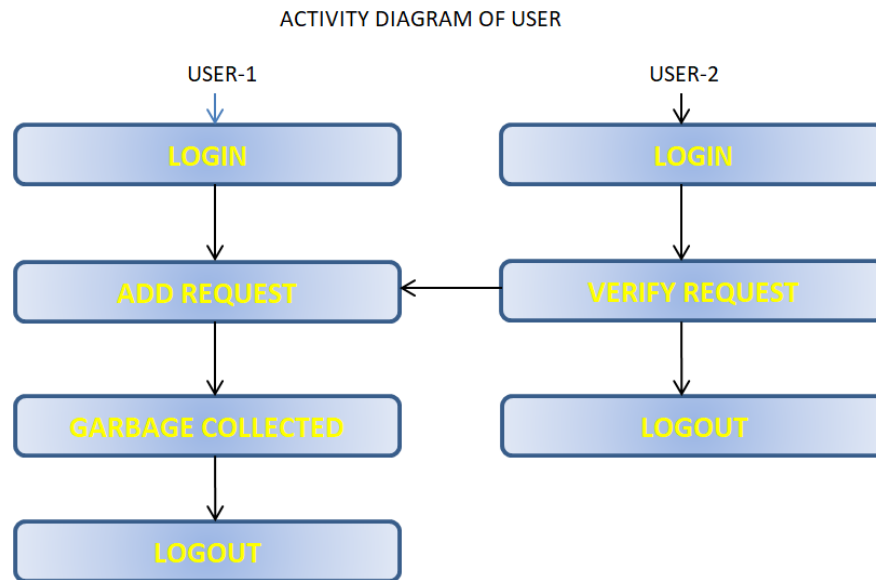 ACTIVITY DIAGRAM OF USER
USER-1
USER-2
LOGIN
LOGIN
ADD REQUEST
VERIFY REQUEST
GARBAGE COLLECTED
LOGOUT
LOGOUT